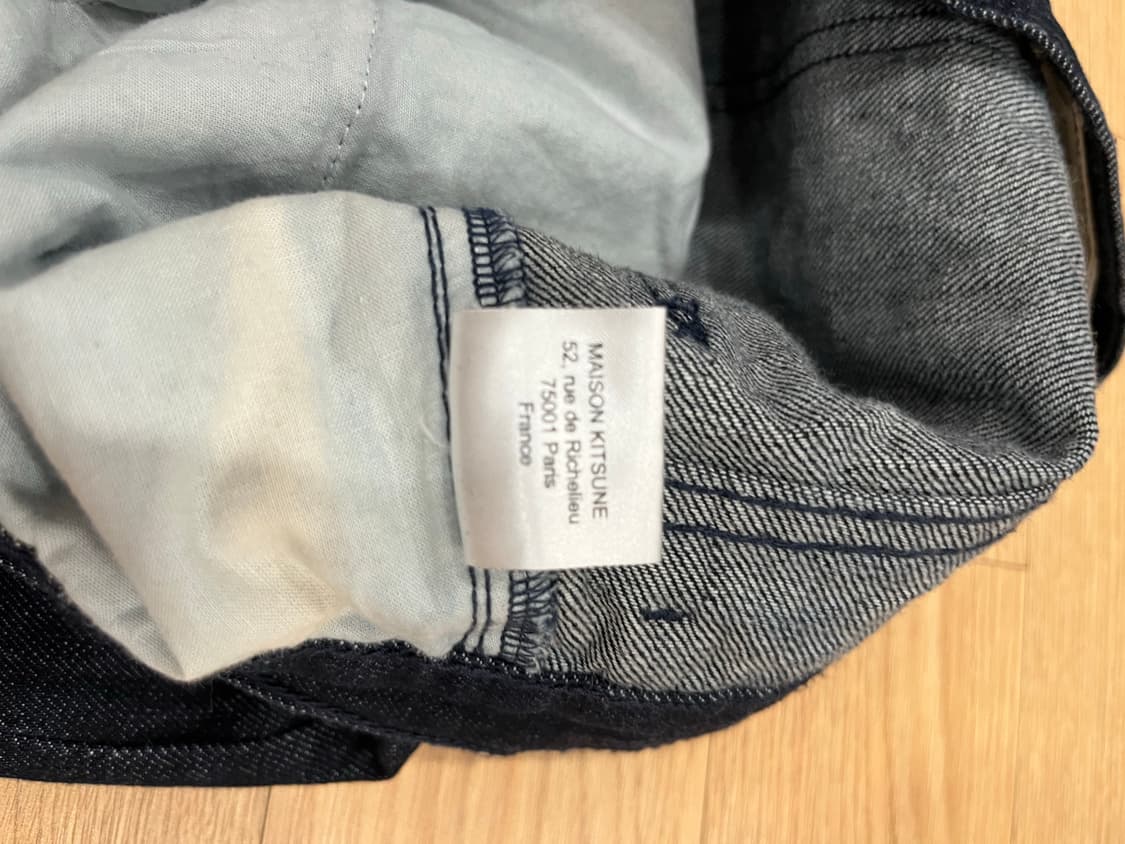 MAISON KITSUNE
52, rue de Richelieu
75001 Paris
France